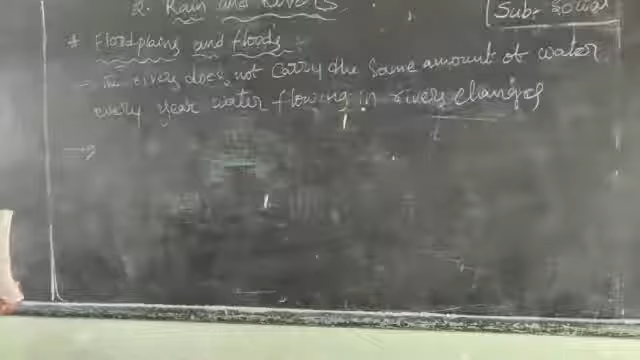 2. Rain and Rivers
Sub:- Social
* Floodplains and floods :-
- The rivers does not carry the same amount of water
every year water flowing in rivers changes
⇒